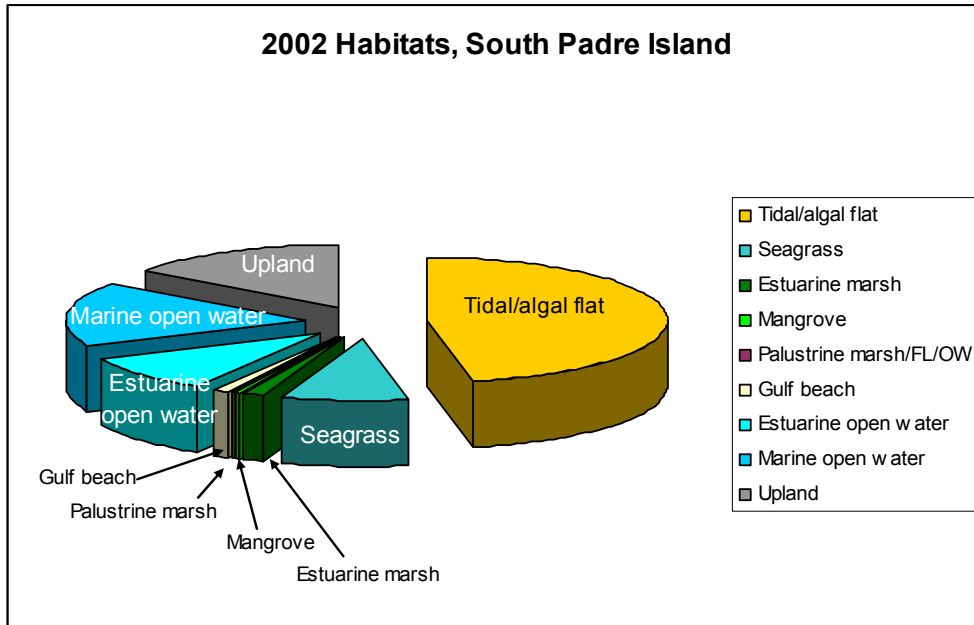 2002 Habitats, South Padre Island
Upland
Marine open water
Estuarine
open water
Gulf beach
Palustrine marsh
Mangrove
Estuarine marsh
Seagrass
Tidal/algal flat
Tidal/algal flat
Seagrass
Estuarine marsh
Mangrove
Palustrine marsh/FL/OW
Gulf beach
Estuarine open water
Marine open water
Upland